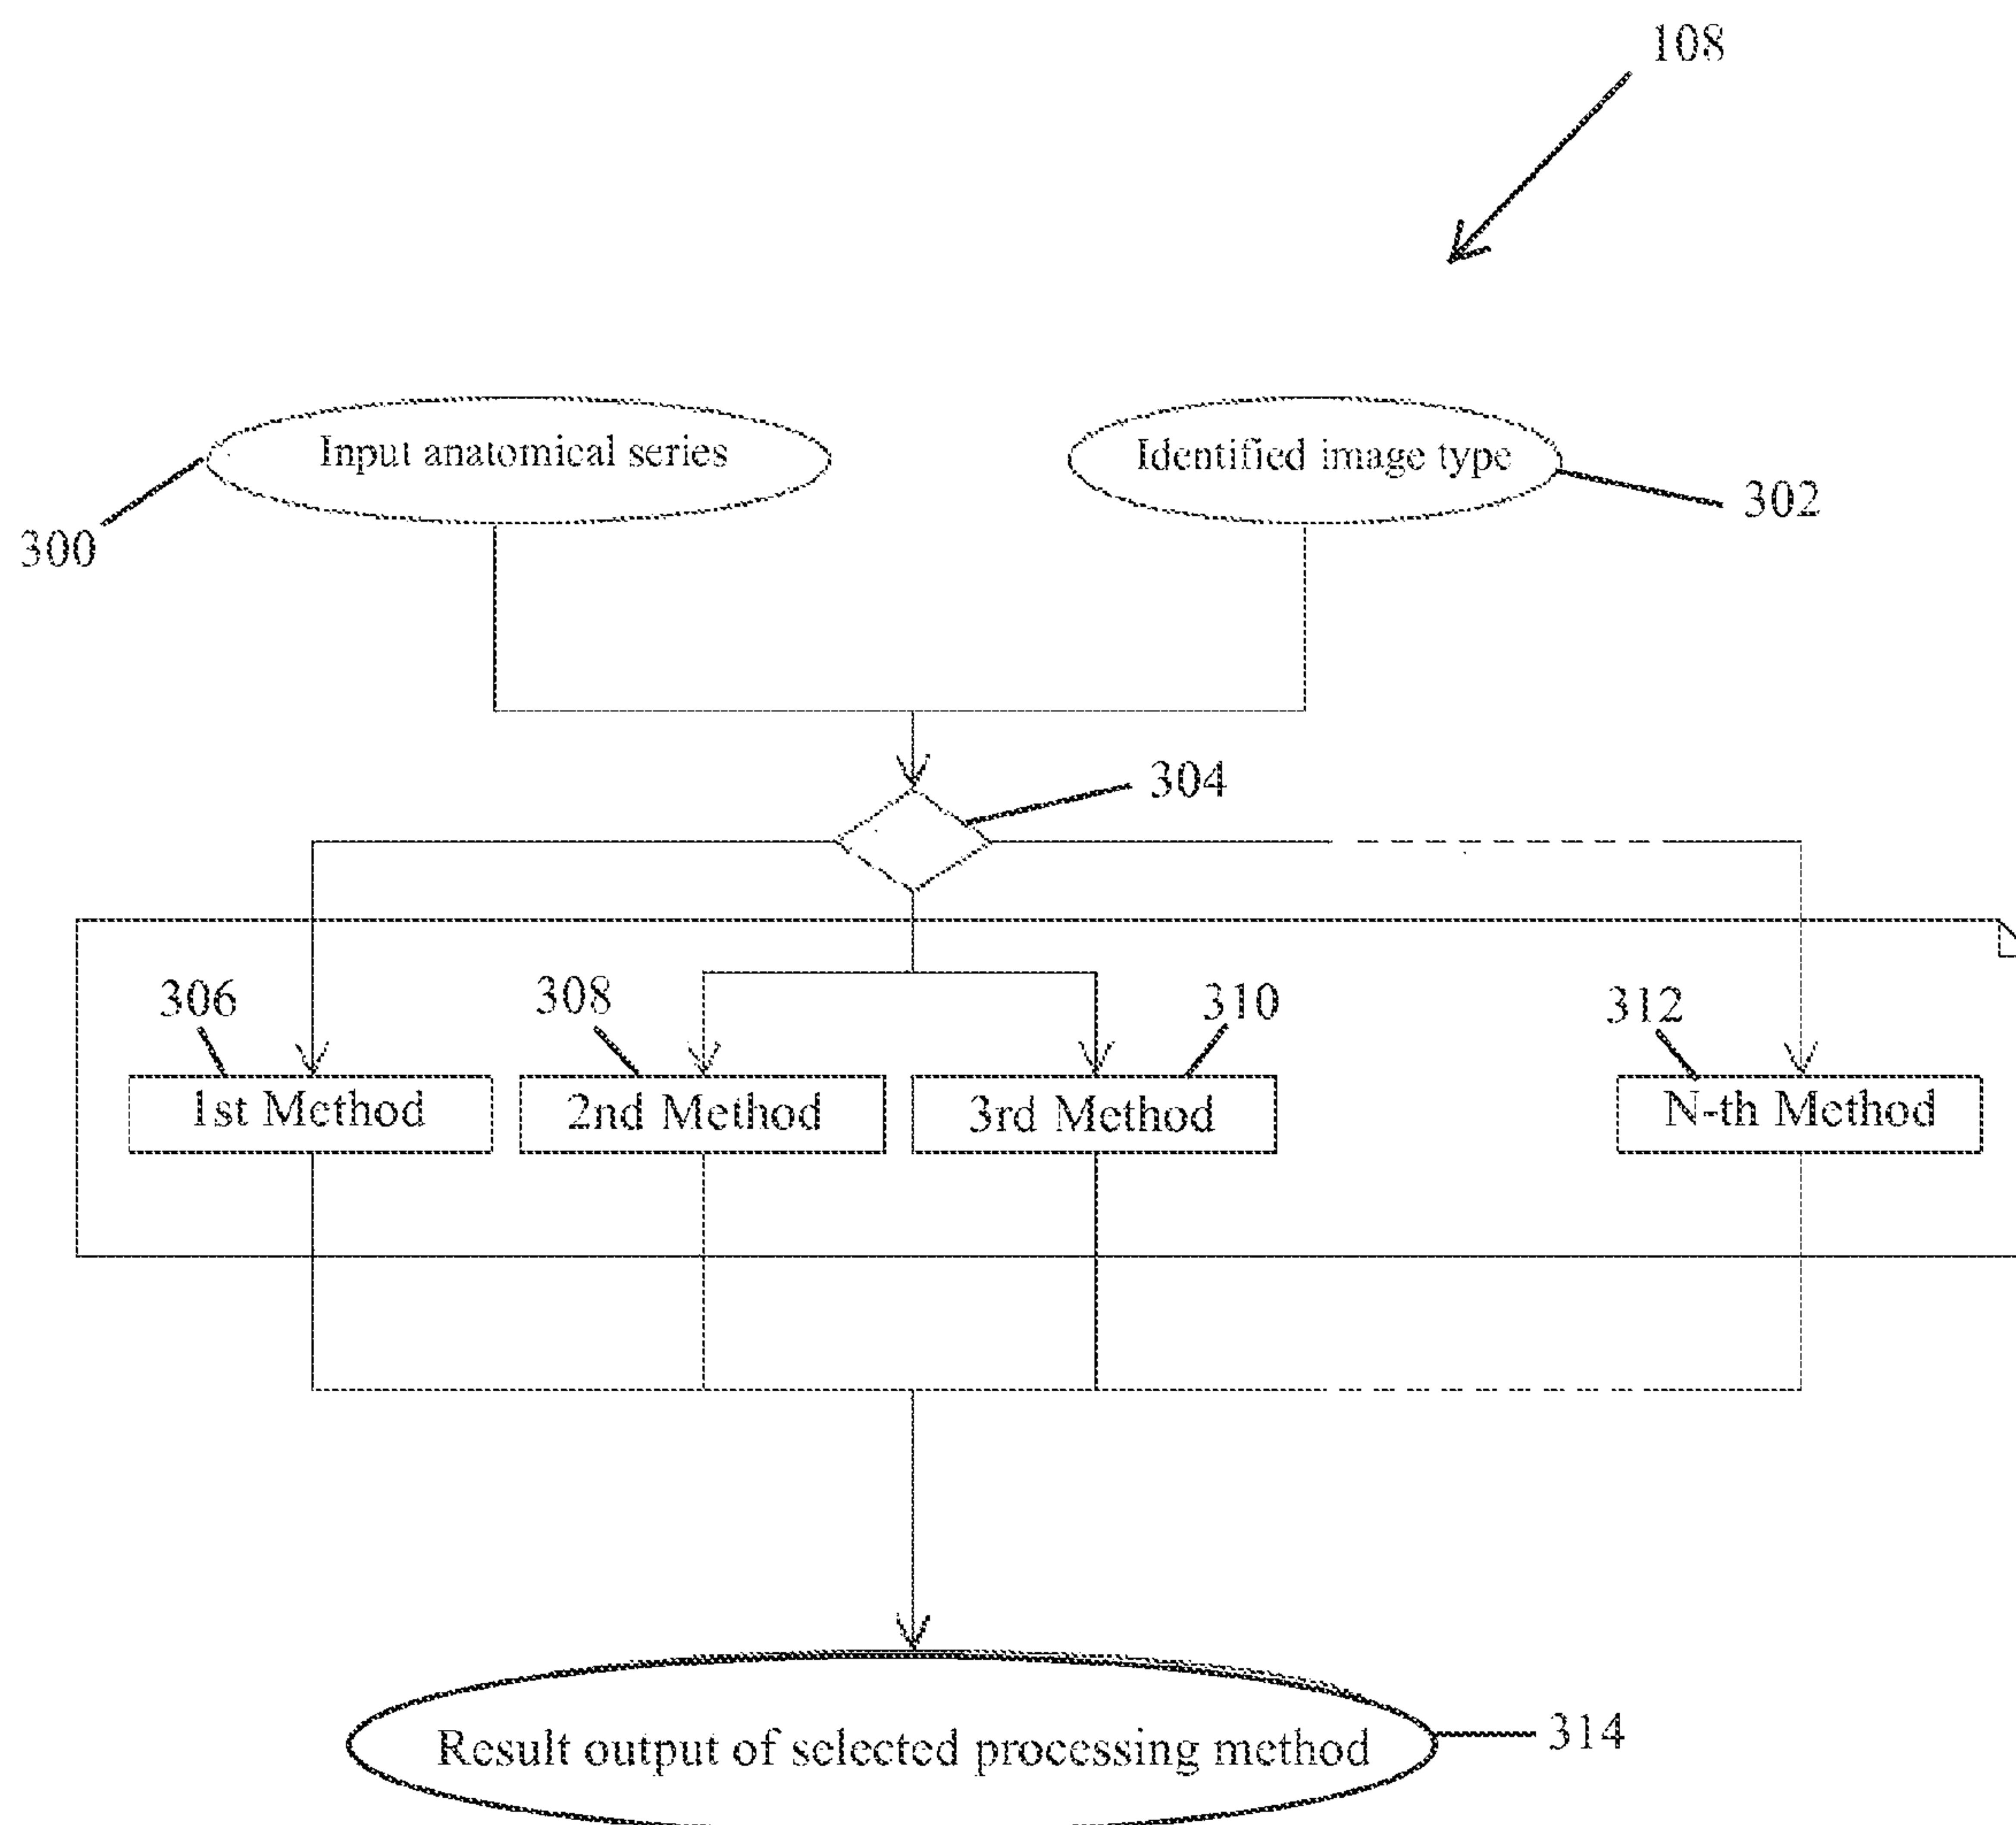 108
Input anatomical series
Identified image type
300
302
304
306
308
310
312
1st Method
2nd Method
3rd Method
N-th Method
Result output of selected processing method
314